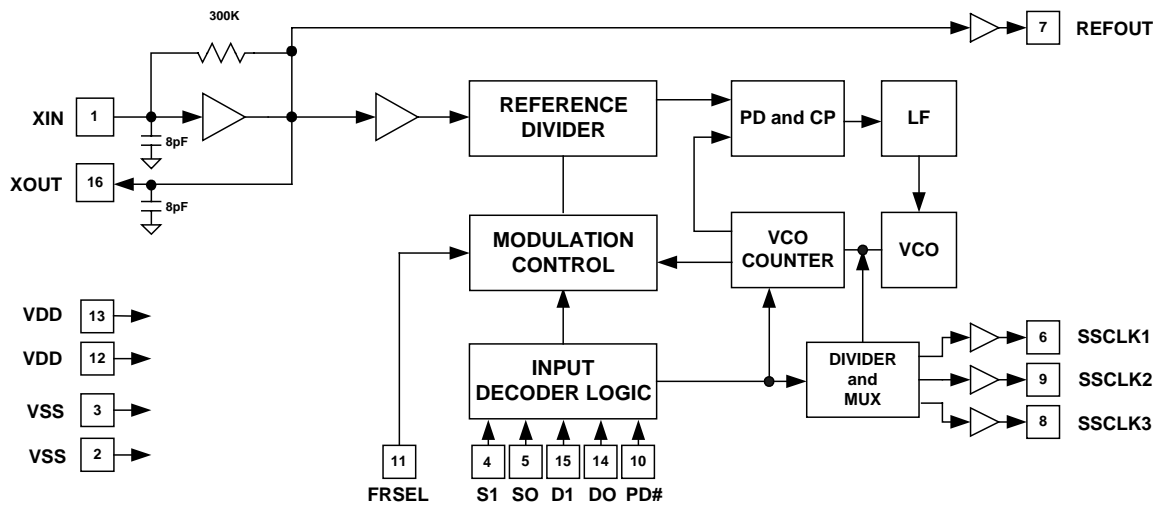 300K
7 REFOUT
XIN 1
8pF
REFERENCE
DIVIDER
PD and CP
LF
XOUT 16
8pF
MODULATION
CONTROL
VCO
COUNTER
VCO
VDD 13
VDD 12
VSS 3
VSS 2
INPUT
DECODER LOGIC
DIVIDER
and
MUX
6 SSCLK1
9 SSCLK2
8 SSCLK3
11 4 5 15 14 10
FRSEL S1 SO D1 DO PD#